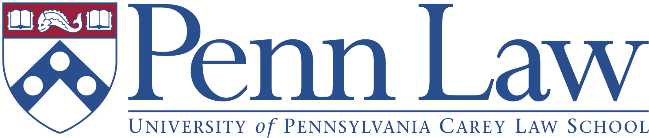 Penn Law
UNIVERSITY of PENNSYLVANIA CAREY LAW SCHOOL